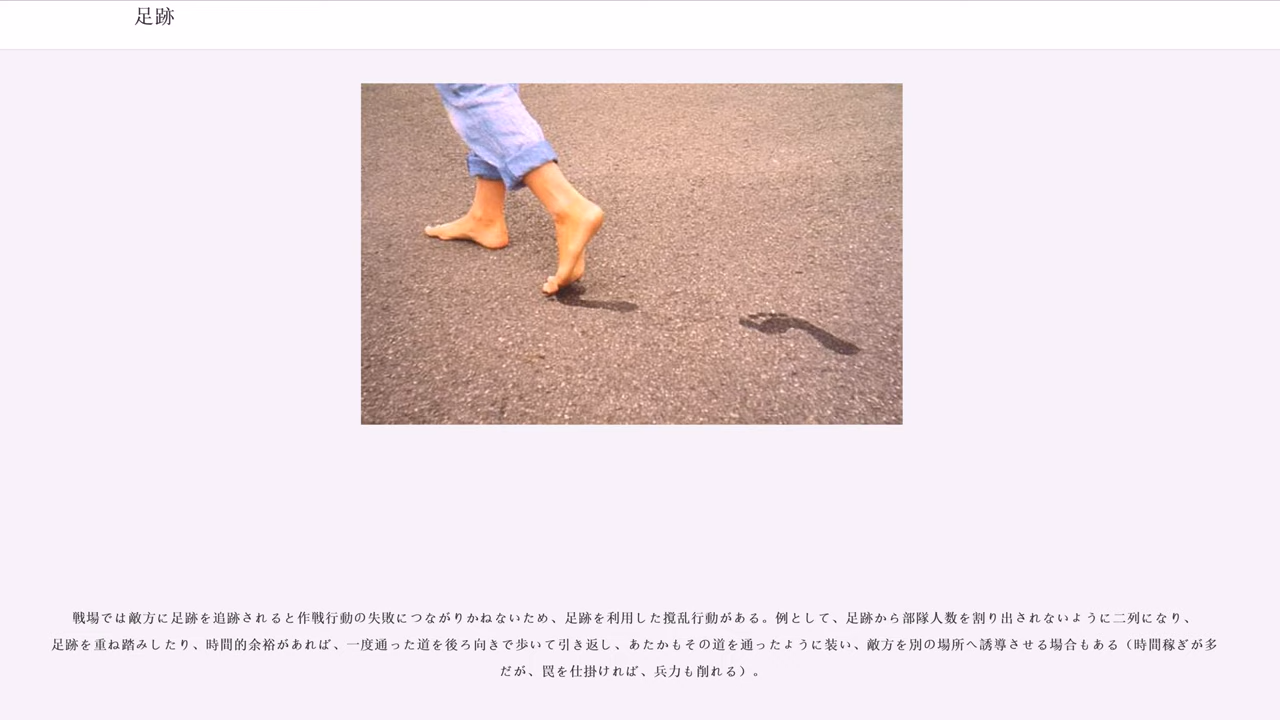 足跡
戦場では敵方に足跡を追跡されると作戦行動の失敗につながりかねないため、足跡を利用した撹乱行動がある。例として、足跡から部隊人数を割り出されないように二列になり、
足跡を重ね踏みしたり、時間的余裕があれば、一度通った道を後ろ向きで歩いて引き返し、あたかもその道を通ったように装い、敵方を別の場所へ誘導させる場合もある（時間稼ぎが多
だが、罠を仕掛ければ、兵力も削れる）。